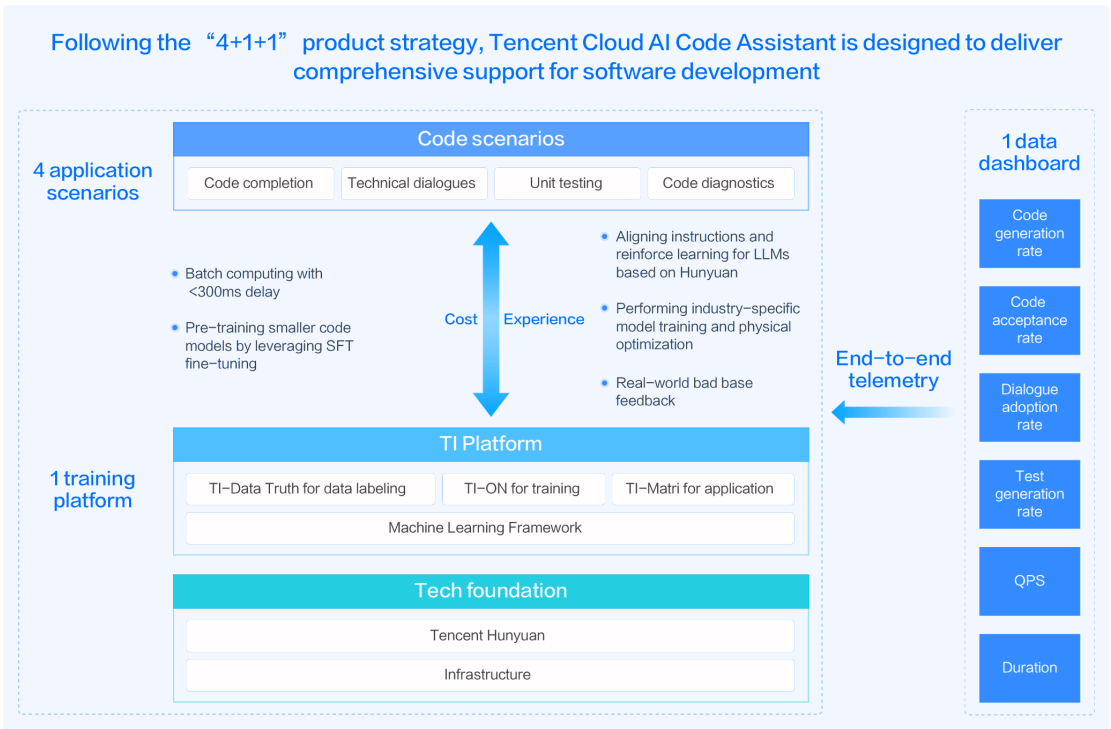 Following the “4+1+1” product strategy, Tencent Cloud AI Code Assistant is designed to deliver
comprehensive support for software development
4 application
scenarios
Code scenarios
Code completion
Technical dialogues
Unit testing
Code diagnostics
Batch computing with
<300ms delay
Pre-training smaller code
models by leveraging SFT
fine-tuning
Cost
Experience
Aligning instructions and
reinforce learning for LLMs
based on Hunyuan
Performing industry-specific
model training and physical
optimization
Real-world bad base
feedback
1 training
platform
TI Platform
TI-Data Truth for data labeling
TI-ON for training
TI-Matri for application
Machine Learning Framework
Tech foundation
Tencent Hunyuan
Infrastructure
End-to-end
telemetry
1 data
dashboard
Code
generation
rate
Code
acceptance
rate
Dialogue
adoption
rate
Test
generation
rate
QPS
Duration